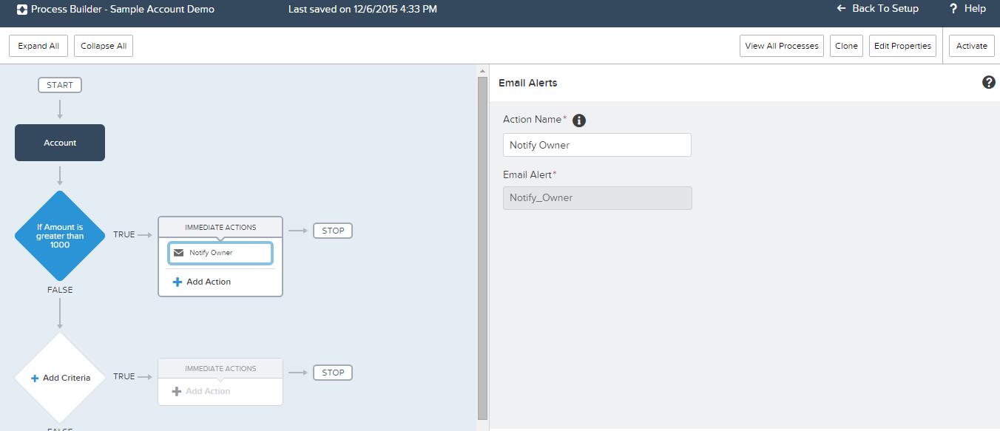 Process Builder - Sample Account Demo
Last saved on 12/6/2015 4:33 PM
Back To Setup
? Help
Expand All
Collapse All
View All Processes
Clone
Edit Properties
Activate
START
Account
If Amount is
greater than
1000
TRUE
IMMEDIATE ACTIONS
Notify Owner
Add Action
STOP
FALSE
Add Criteria
TRUE
IMMEDIATE ACTIONS
Add Action
STOP
FALSE
Email Alerts
?
Action Name*
Notify Owner
Email Alert*
Notify_Owner